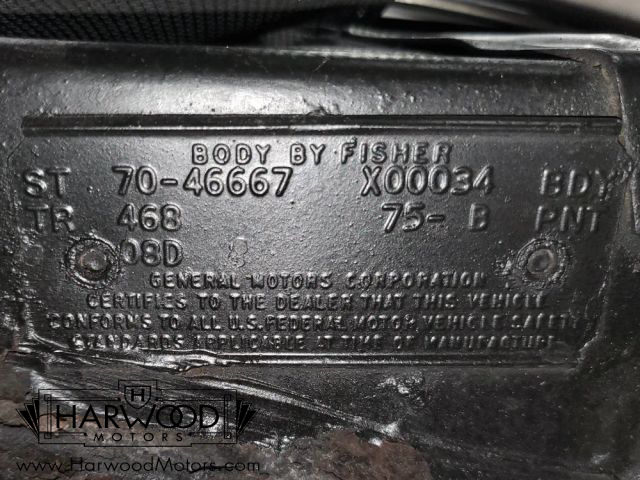 BODY BY FISHER
ST 70-46667 X00034 BDY
TR 468 75- B PNT
08D
GENERAL MOTORS CORPORATION
CERTIFIES TO THE DEALER THAT THIS VEHICLE
CONFORMS TO ALL U.S. FEDERAL MOTOR VEHICLE SAFETY
STANDARDS APPLICABLE AT TIME OF MANUFACTURE
H
HARWOOD
MOTORS
www.HarwoodMotors.com